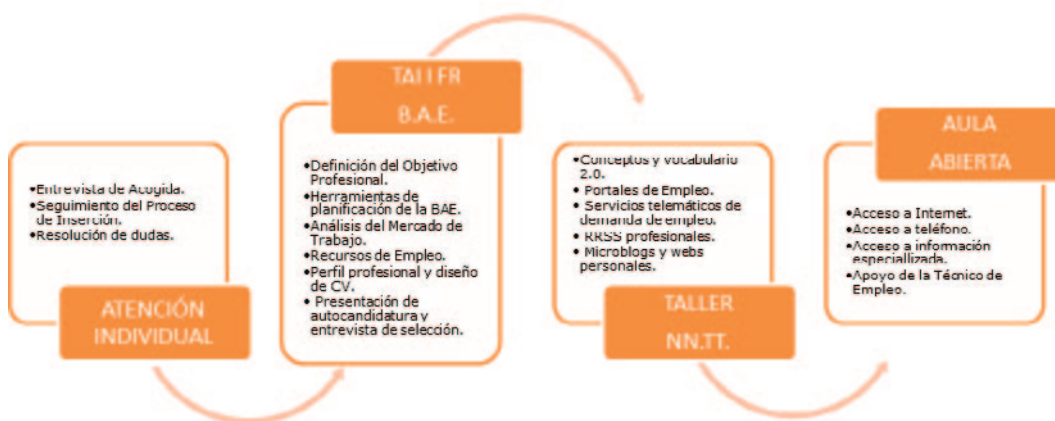 •Entrevista de Acogida.
•Seguimiento del Proceso
de Inserción.
•Resolución de dudas.
ATENCIÓN
INDIVIDUAL
TALLER
B.A.E.
•Definición del Objetivo
Profesional.
•Herramientas de
planificación de la BAE.
•Análisis del Mercado de
Trabajo.
•Recursos de Empleo.
•Perfil profesional y diseño
de CV.
• Presentación de
autocandidatura y
entrevista de selección.
•Conceptos y vocabulario
2.0.
• Portales de Empleo.
• Servicios telemáticos de
demanda de empleo.
• RRSS profesionales.
• Microblogs y webs
personales.
TALLER
NN.TT.
AULA
ABIERTA
•Acceso a Internet.
•Acceso a teléfono.
•Acceso a información
especiallizada.
•Apoyo de la Técnico de
Empleo.